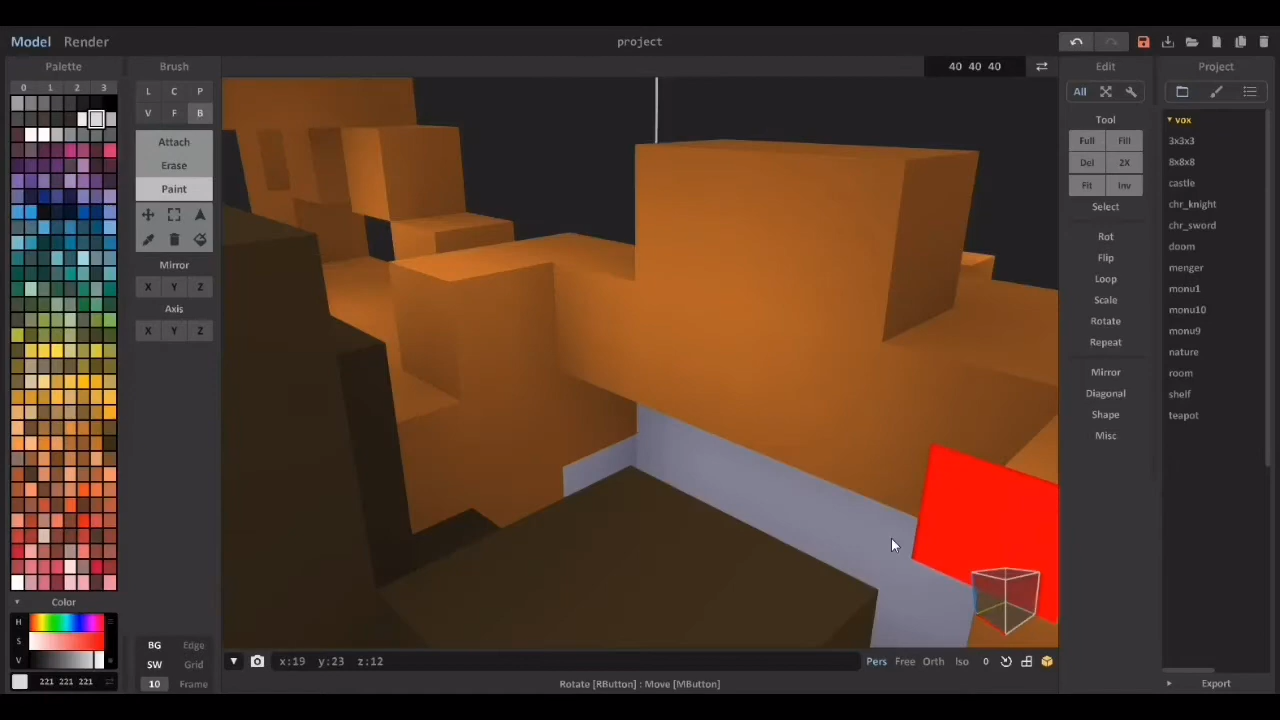 Model Render
project
Palette
0 1 2 3
Color
H
S
V
221 221 221
Brush
L C P
V F B
Attach
Erase
Paint
Mirror
X Y Z
Axis
X Y Z
BG Edge
SW Grid
10 Frame
40 40 40
x:19 y:23 z:12
Pers Free Orth Iso 0
Rotate [RButton] : Move [MButton]
Edit
All
Tool
Full Fill
Del 2X
Fit Inv
Select
Rot
Flip
Loop
Scale
Rotate
Repeat
Mirror
Diagonal
Shape
Misc
Project
vox
3x3x3
8x8x8
castle
chr_knight
chr_sword
doom
menger
monu1
monu10
monu9
nature
room
shelf
teapot
Export